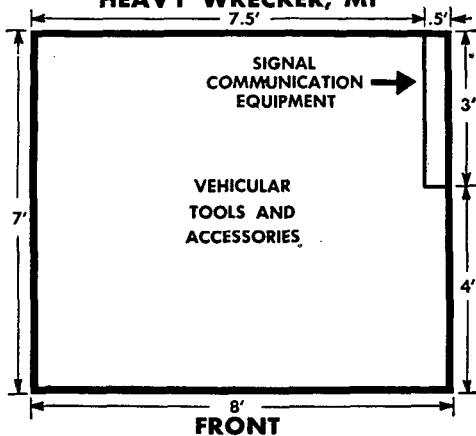 HEAVY WRECKER, M1
7.5'
.5'
SIGNAL
COMMUNICATION
EQUIPMENT
3'
VEHICULAR
TOOLS AND
ACCESSORIES
7'
4'
8'
FRONT